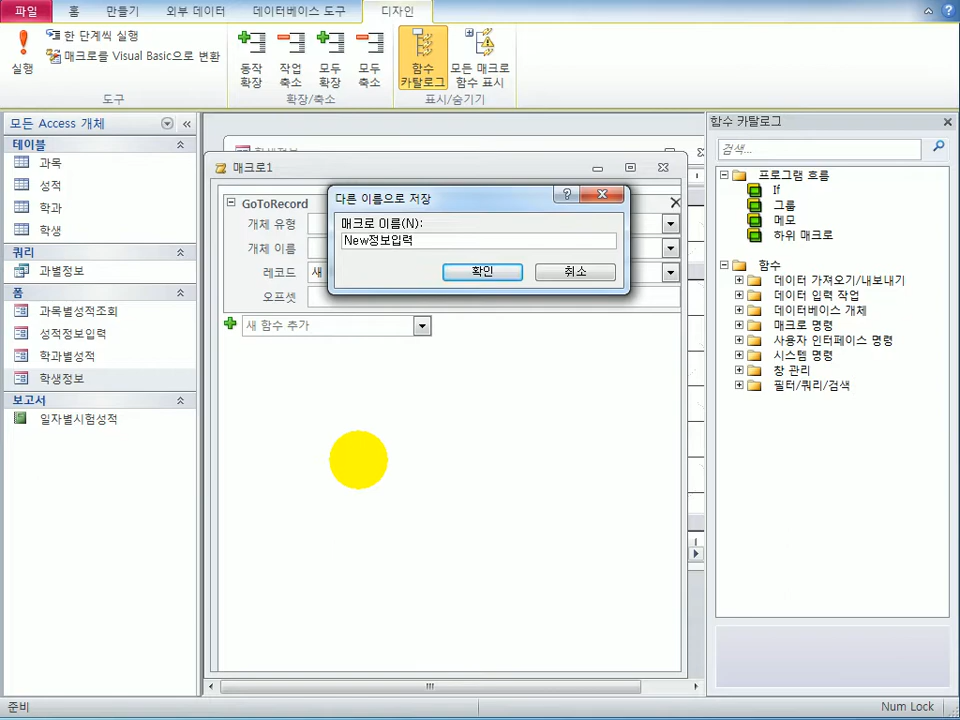 파일 홈 만들기 외부 데이터 데이터베이스 도구 디자인
실행
한 단계씩 실행
매크로를 Visual Basic으로 변환
도구
동작 확장
작업 축소
모두 확장
모두 축소
확장/축소
함수 카탈로그
모든 매크로 함수 표시
표시/숨기기
모든 Access 개체
테이블
과목
성적
학과
학생
쿼리
과별정보
폼
과목별성적조회
성적정보입력
학과별성적
학생정보
보고서
일자별시험성적
매크로1
GoToRecord
개체 유형
개체 이름
레코드 새
오프셋
새 함수 추가
다른 이름으로 저장
매크로 이름(N):
New정보입력
확인 취소
함수 카탈로그
검색...
프로그램 흐름
If
그룹
메모
하위 매크로
함수
데이터 가져오기/내보내기
데이터 입력 작업
데이터베이스 개체
매크로 명령
사용자 인터페이스 명령
시스템 명령
창 관리
필터/쿼리/검색
준비
Num Lock